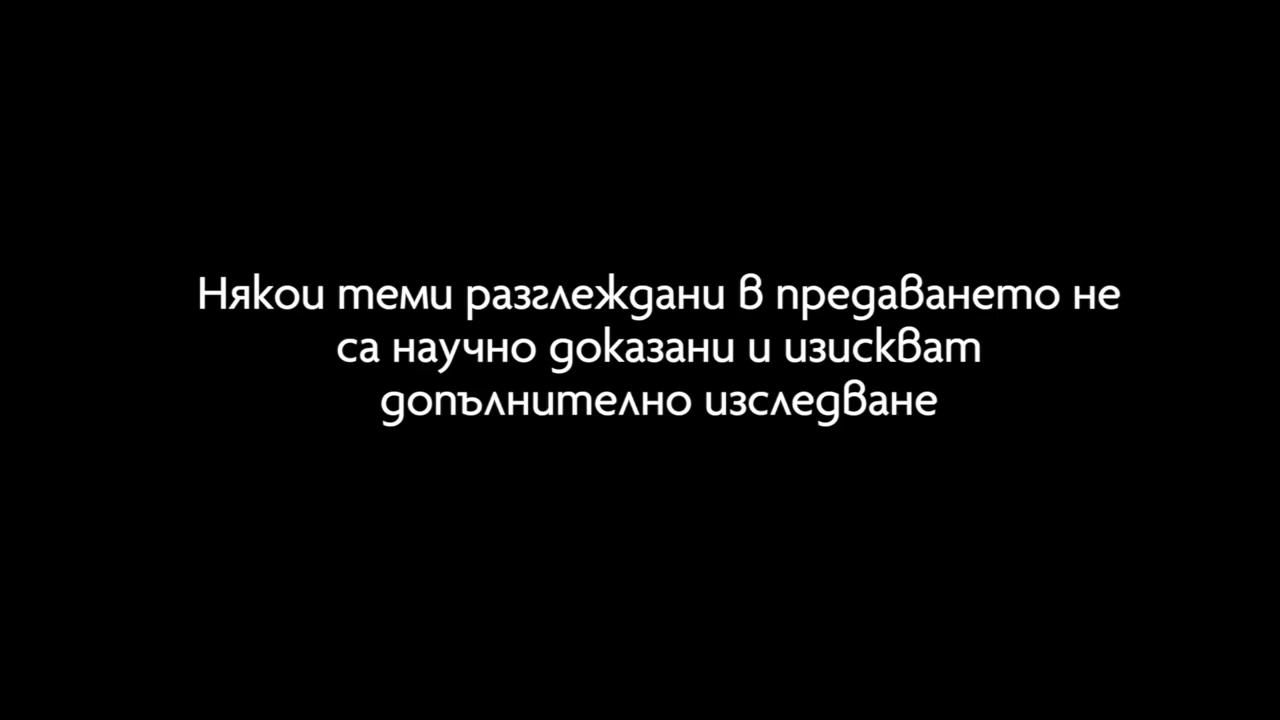 Някои теми разглеждани в предаването не
са научно доказани и изискват
допълнително изследване